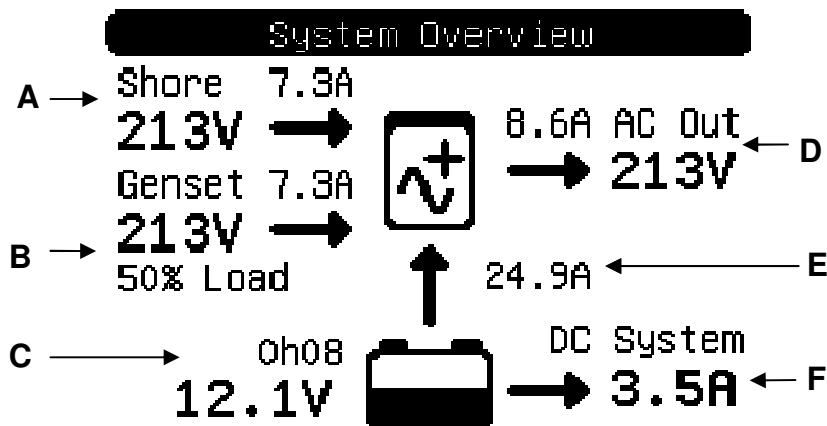 System Overview
A
Shore 7.3A
213V
8.6A AC Out
213V
D
Genset 7.3A
213V
B
50% Load
24.9A
E
C
0h08
12.1V
DC System
3.5A
F